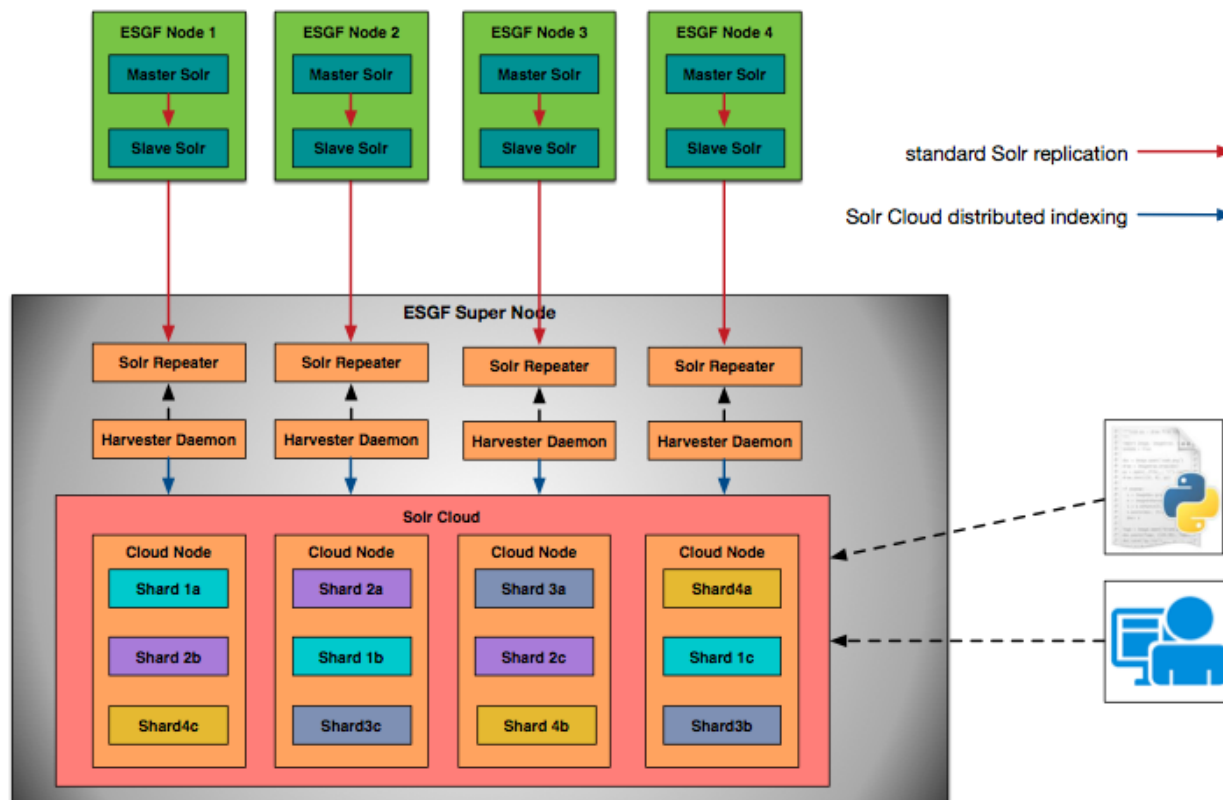 ESGF Node 1
ESGF Node 2
ESGF Node 3
ESGF Node 4
Master Solr
Master Solr
Master Solr
Master Solr
Slave Solr
Slave Solr
Slave Solr
Slave Solr
standard Solr replication
Solr Cloud distributed indexing
ESGF Super Node
Solr Repeater
Solr Repeater
Solr Repeater
Solr Repeater
Harvester Daemon
Harvester Daemon
Harvester Daemon
Harvester Daemon
Solr Cloud
Cloud Node
Cloud Node
Cloud Node
Cloud Node
Shard 1a
Shard 2a
Shard 3a
Shard4a
Shard 2b
Shard 1b
Shard 2c
Shard 1c
Shard4c
Shard3c
Shard 4b
Shard3b